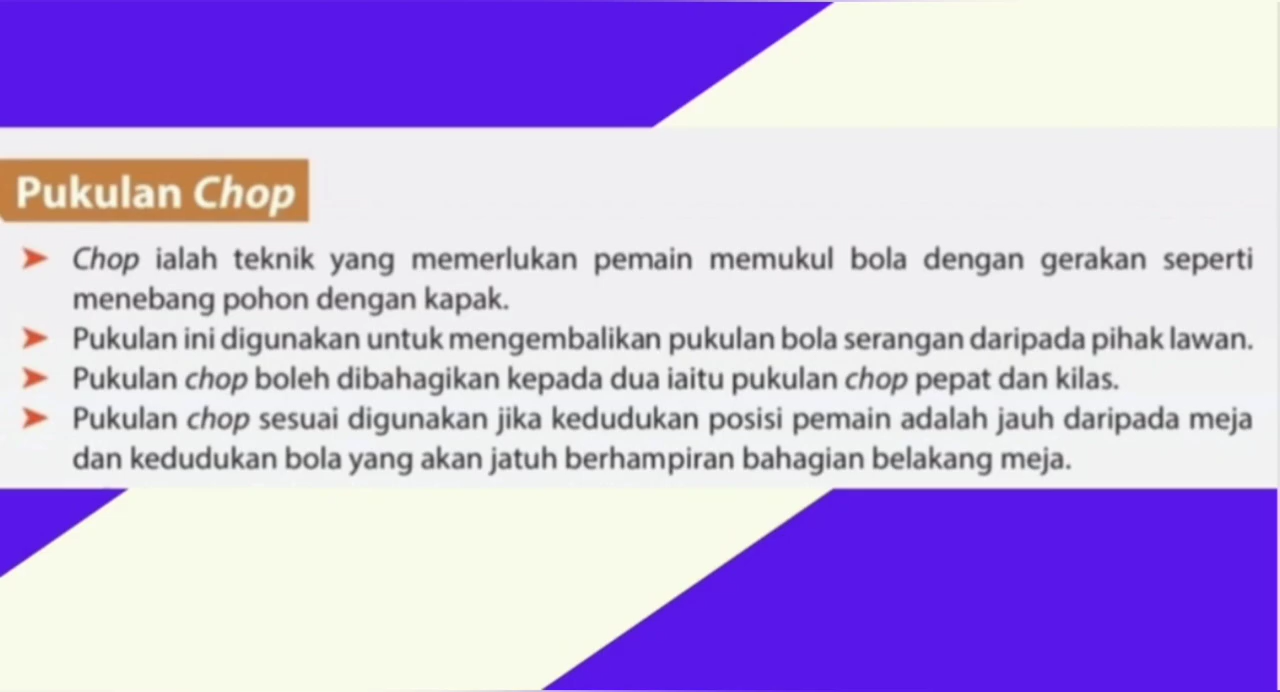 Pukulan Chop
Chop ialah teknik yang memerlukan pemain memukul bola dengan gerakan seperti
menebang pohon dengan kapak.
Pukulan ini digunakan untuk mengembalikan pukulan bola serangan daripada pihak lawan.
Pukulan chop boleh dibahagikan kepada dua iaitu pukulan chop pepat dan kilas.
Pukulan chop sesuai digunakan jika kedudukan posisi pemain adalah jauh daripada meja
dan kedudukan bola yang akan jatuh berhampiran bahagian belakang meja.